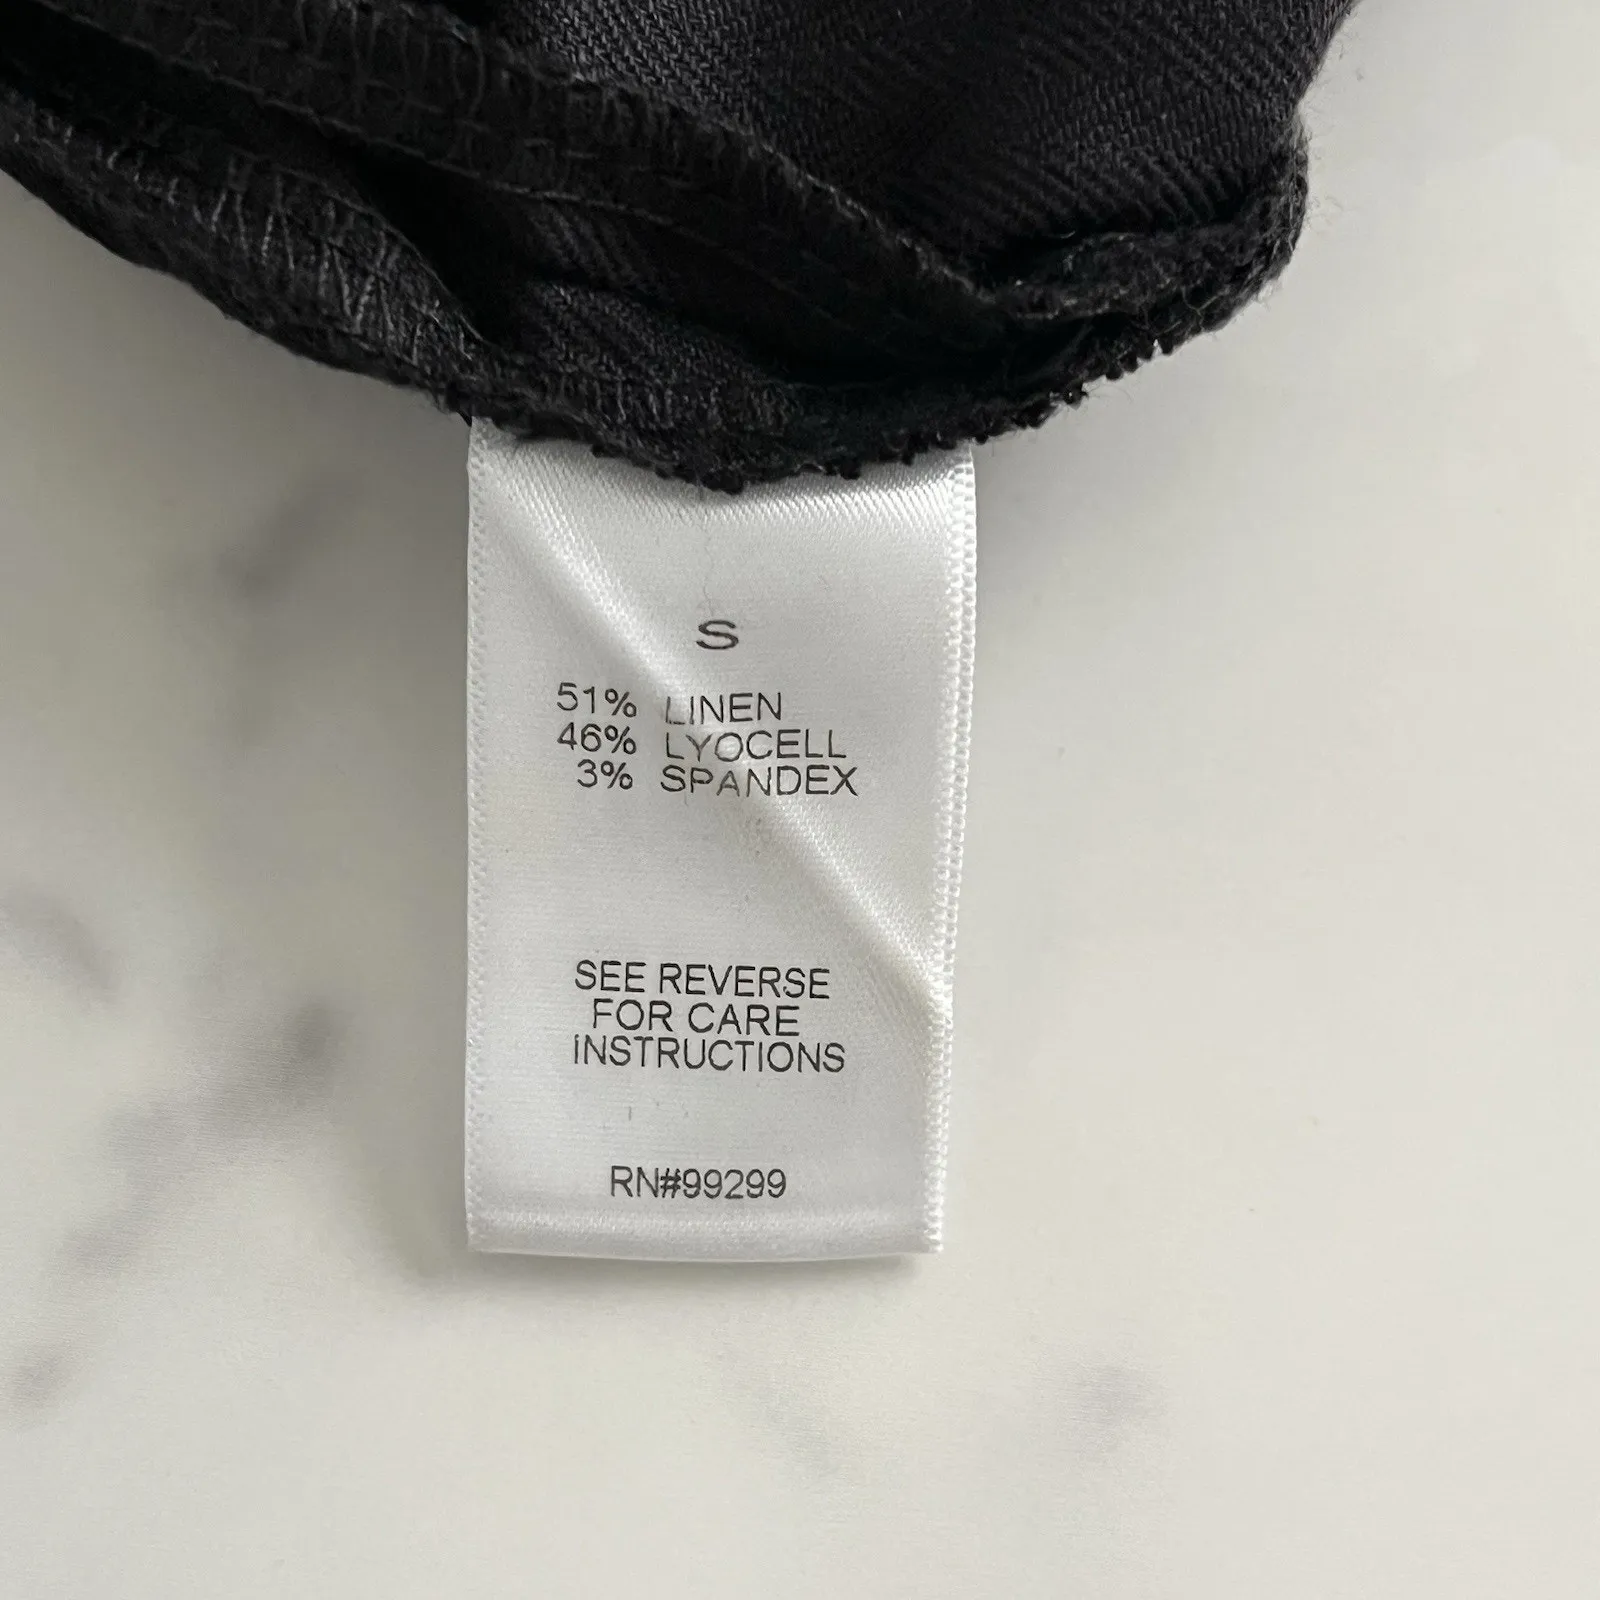 S
51% LINEN
46% LYOCELL
3% SPANDEX
SEE REVERSE
FOR CARE
INSTRUCTIONS
RN#99299